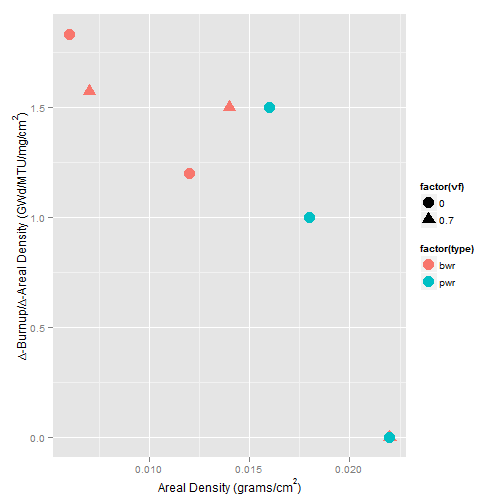 Δ-Burnup/Δ-Areal Density (GWd/MTU/mg/cm²)
1.5
1.0
0.5
0.0
0.010 0.015 0.020
Areal Density (grams/cm²)
factor(vf)
0
0.7
factor(type)
bwr
pwr